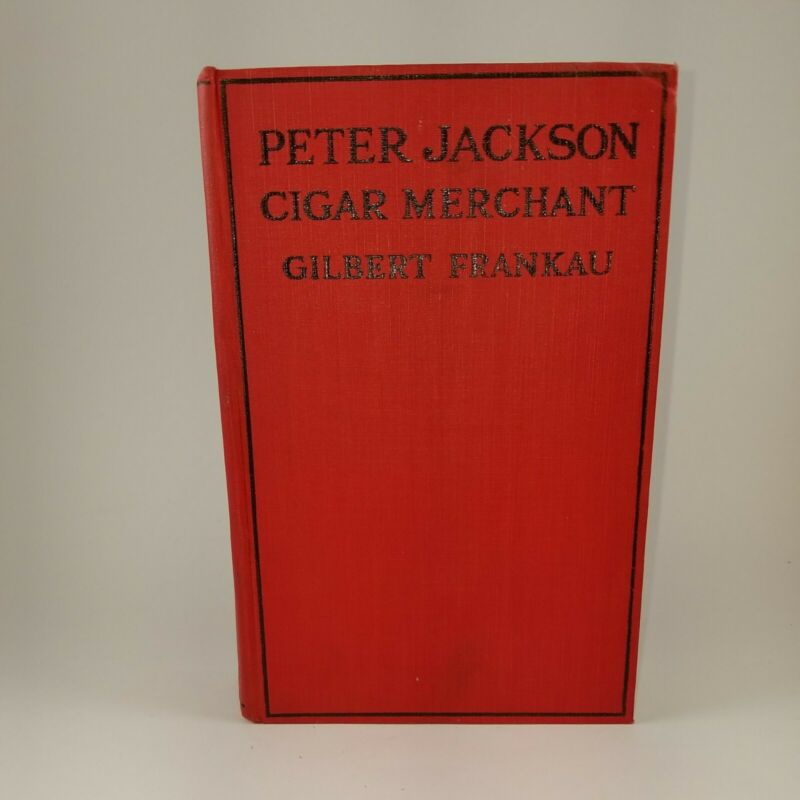 PETER JACKSON
CIGAR MERCHANT
GILBERT FRANKAU